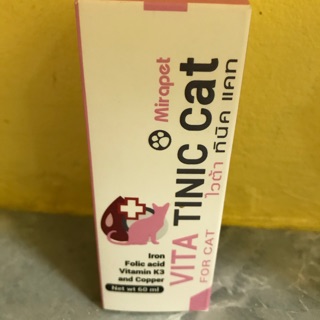 Mirapet
VITA TINIC Cat
ไวต้า ทินิค แคท
FOR CAT
Iron
Folic acid
Vitamin K3
and Copper
Net wt 60 ml